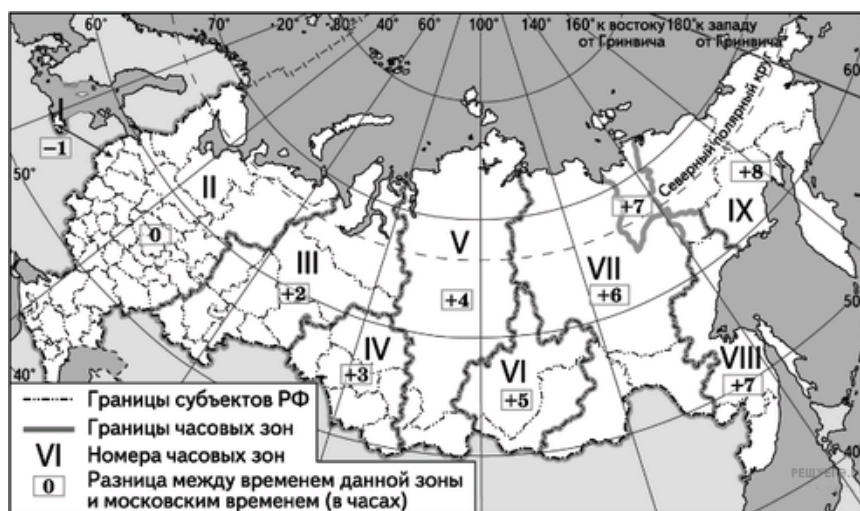 60° 70° 20° 80° 40° 60° 80° 100° 120° 140° 160° к востоку 180° к западу
от Гринвича от Гринвича
60°
Северный полярный круг
I
−1
50°
II
0
III
+2
IV
+3
V
+4
VI
+5
VII
+6
+7
+8
IX
VIII
+7
50°
40°
40°
Границы субъектов РФ
Границы часовых зон
VI Номера часовых зон
0 Разница между временем данной зоны
и московским временем (в часах)